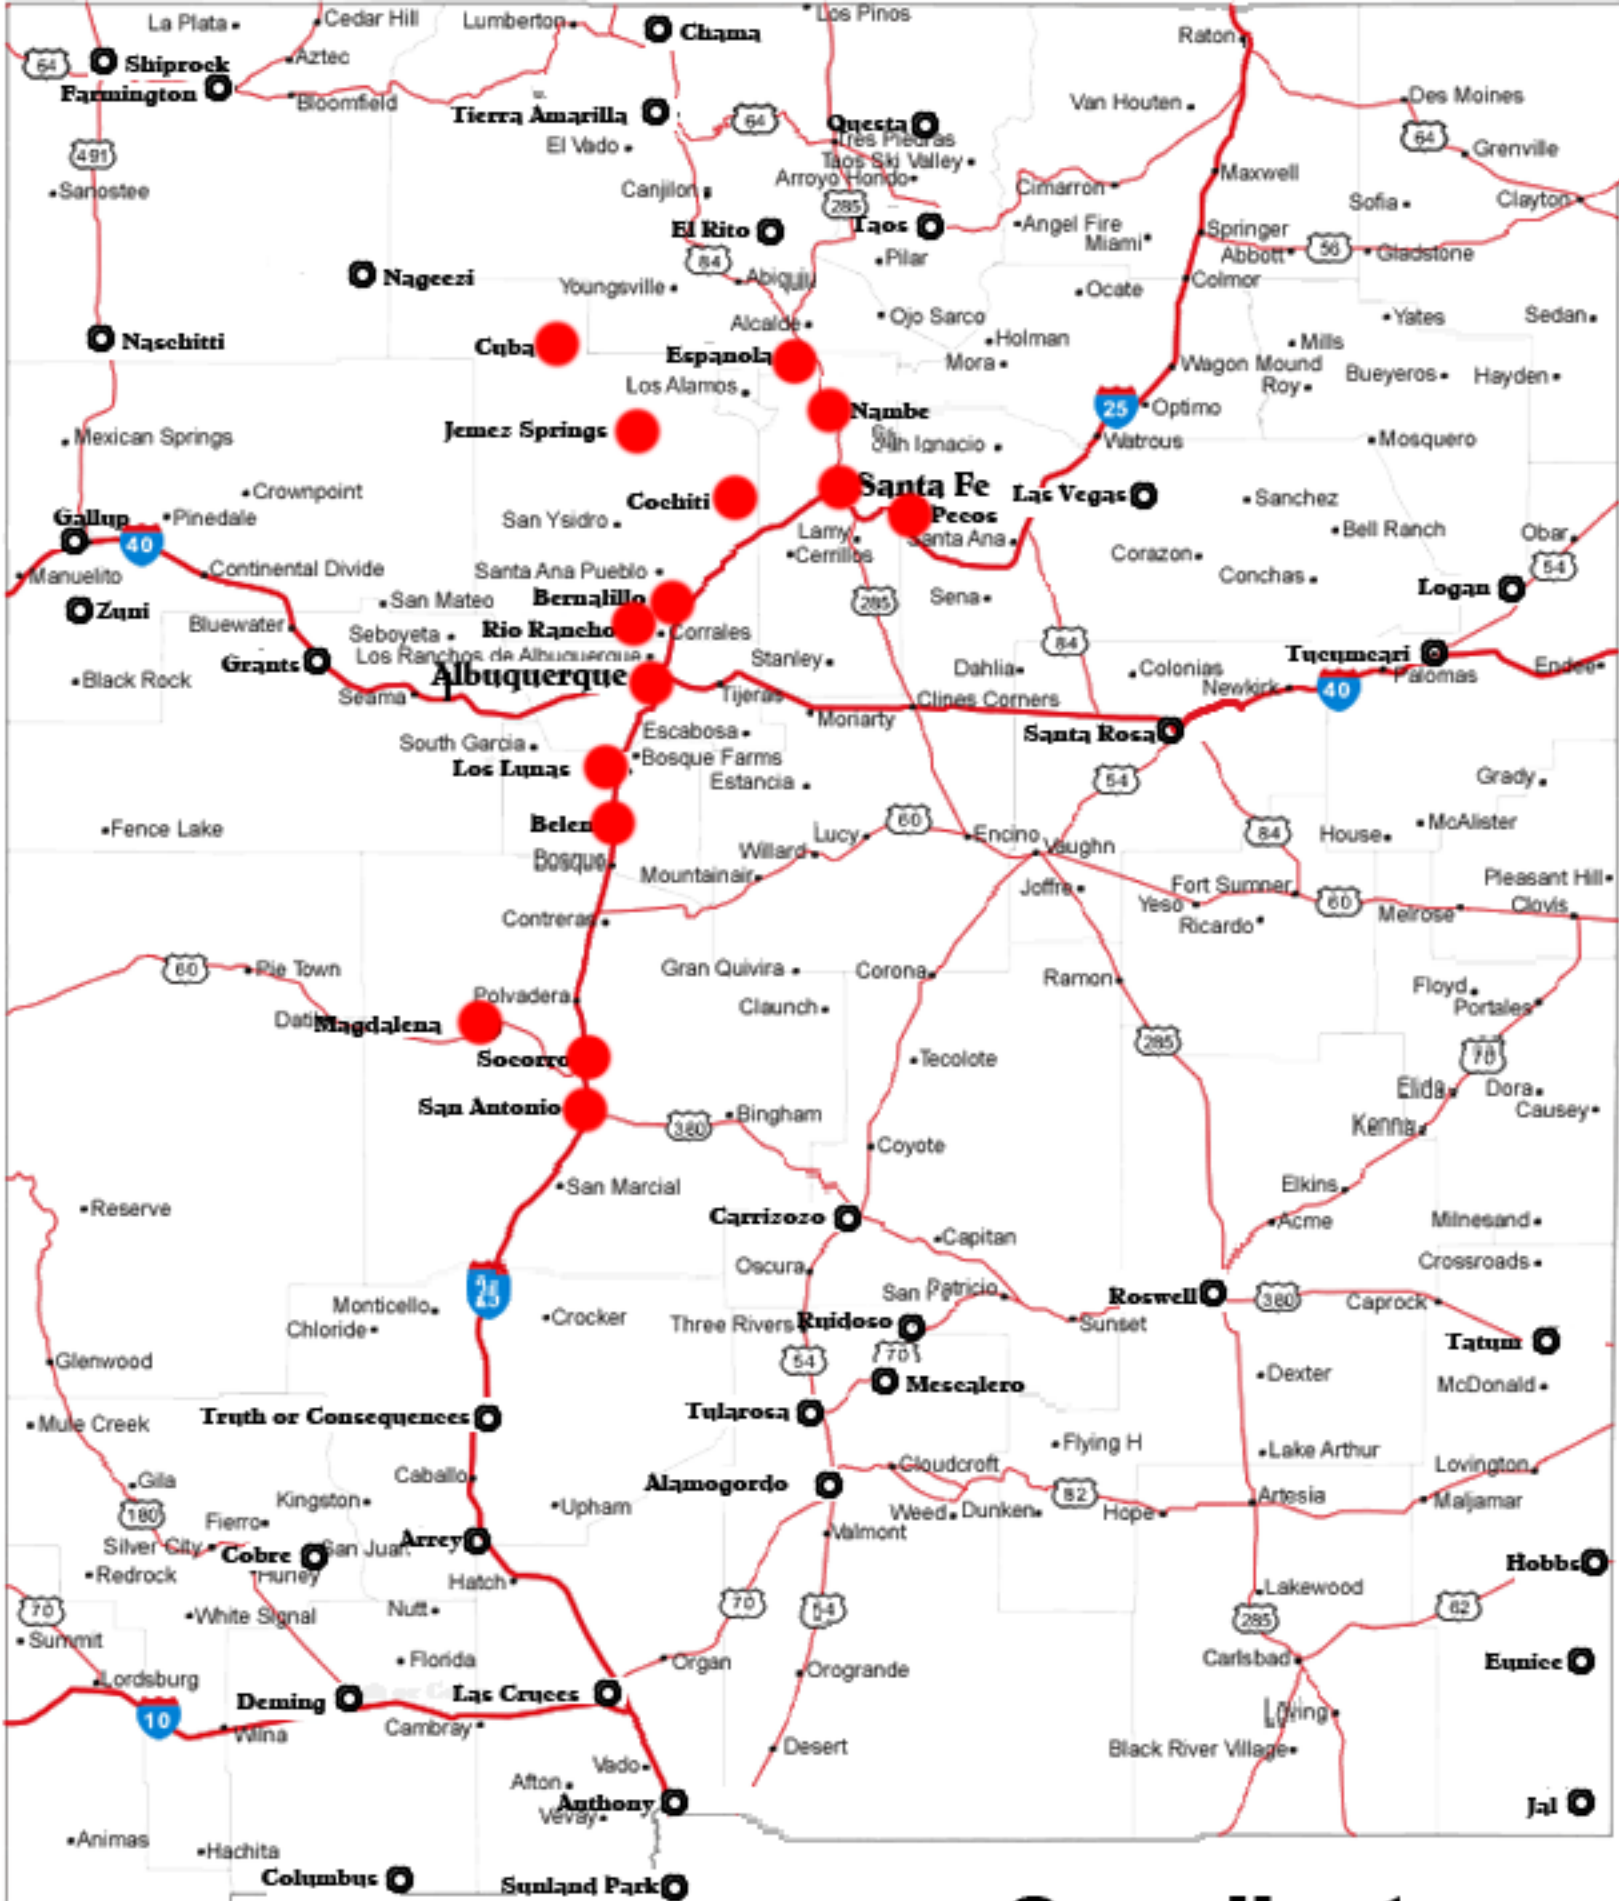 La Plata
Cedar Hill
Lumberton
Chama
Los Pinos
Raton
64
Shiprock
Aztec
Farmington
Bloomfield
Tierra Amarilla
64
Questa
Van Houten
Des Moines
64
491
El Vado
Tres Piedras
Taos Ski Valley
Grenville
Sanostee
Canjilon
Arroyo Hondo
285
Cimarron
Maxwell
Sofia
Clayton
El Rito
Taos
Angel Fire
Miami
Springer
Abbott
56
Gladstone
84
Pilar
Nageezi
Youngsville
Abiquiu
Ocate
Colmor
Naschitti
Cuba
Alcalde
Ojo Sarco
Holman
Yates
Sedan
Mills
Espanola
Los Alamos
Mora
Wagon Mound
Roy
Bueyeros
Hayden
Jemez Springs
Nambe
25
Optimo
Mexican Springs
Ignacio
Watrous
Mosquero
Crownpoint
Cochiti
Santa Fe
Las Vegas
Sanchez
Gallup
Pinedale
San Ysidro
Pecos
Bell Ranch
40
Lamy
Santa Ana
Obar
Manuelito
Continental Divide
Santa Ana Pueblo
Cerrillos
Corazon
Conchas
54
Zuni
San Mateo
Bernalillo
285
Sena
Logan
Bluewater
Seboyeta
Rio Rancho
Corrales
84
Grants
Los Ranchos de Albuquerque
Stanley
Dahlia
Colonias
Tucumcari
Endee
Black Rock
Seama
Albuquerque
Tijeras
Clines Corners
Newkirk
40
Palomas
Moriarty
Santa Rosa
South Garcia
Escabosa
Los Lunas
Bosque Farms
Estancia
54
Grady
Fence Lake
Belen
Lucy
60
Encino
84
House
McAlister
Bosque
Willard
Vaughn
Mountainair
Joffre
Fort Sumner
Pleasant Hill
Contreras
Yeso
Ricardo
60
Melrose
Clovis
60
Pie Town
Gran Quivira
Corona
Ramon
Floyd
Portales
Polvadera
Claunch
Magdalena
285
Socorro
Tecolote
70
San Antonio
Elida
Dora
Causey
380
Bingham
Kenna
Coyote
Reserve
San Marcial
Elkins
Carrizozo
Capitan
Acme
Milnesand
Oscura
Crossroads
25
Monticello
San Patricio
Roswell
380
Caprock
Chloride
Crocker
Three Rivers
Ruidoso
Sunset
Tatum
Glenwood
54
70
Dexter
Mescalero
McDonald
Mule Creek
Truth or Consequences
Tularosa
Flying H
Lake Arthur
Gila
Caballo
Alamogordo
Cloudcroft
Lovington
180
Kingston
Upham
Weed
Dunken
82
Hope
Artesia
Maljamar
Fierro
Silver City
Cobre
San Juan
Arrey
Valmont
Hobbs
Redrock
Hurley
Hatch
Lakewood
70
White Signal
Nutt
70
54
285
62
Summit
Florida
Organ
Orogrande
Carlsbad
Eunice
Lordsburg
Deming
Las Cruces
10
Wilna
Cambray
Loving
Vado
Desert
Black River Village
Afton
Anthony
Vevay
Jal
Animas
Hachita
Columbus
Sunland Park